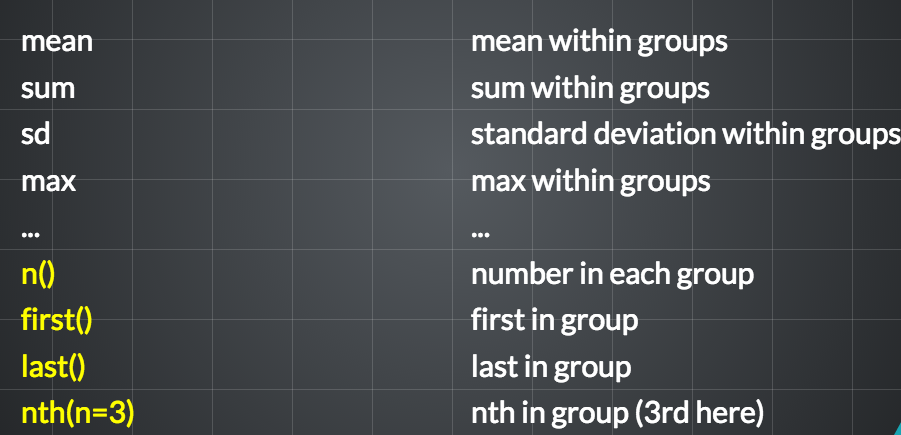 mean mean within groups
sum sum within groups
sd standard deviation within groups
max max within groups
... ...
n() number in each group
first() first in group
last() last in group
nth(n=3) nth in group (3rd here)